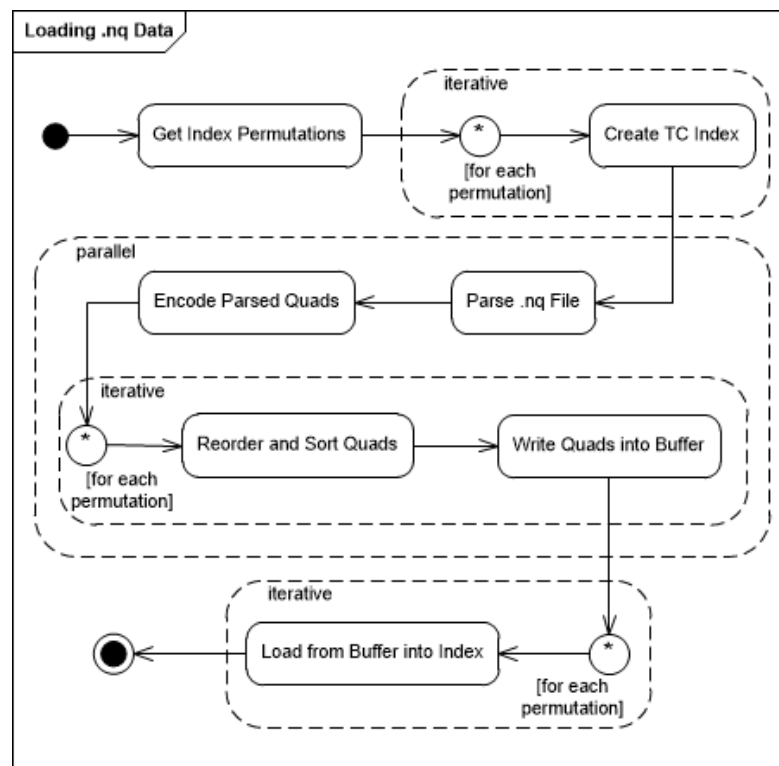 Loading .nq Data
iterative
Get Index Permutations
*
Create TC Index
[for each
permutation]
parallel
Encode Parsed Quads
Parse .nq File
iterative
*
Reorder and Sort Quads
Write Quads into Buffer
[for each
permutation]
iterative
Load from Buffer into Index
*
[for each
permutation]